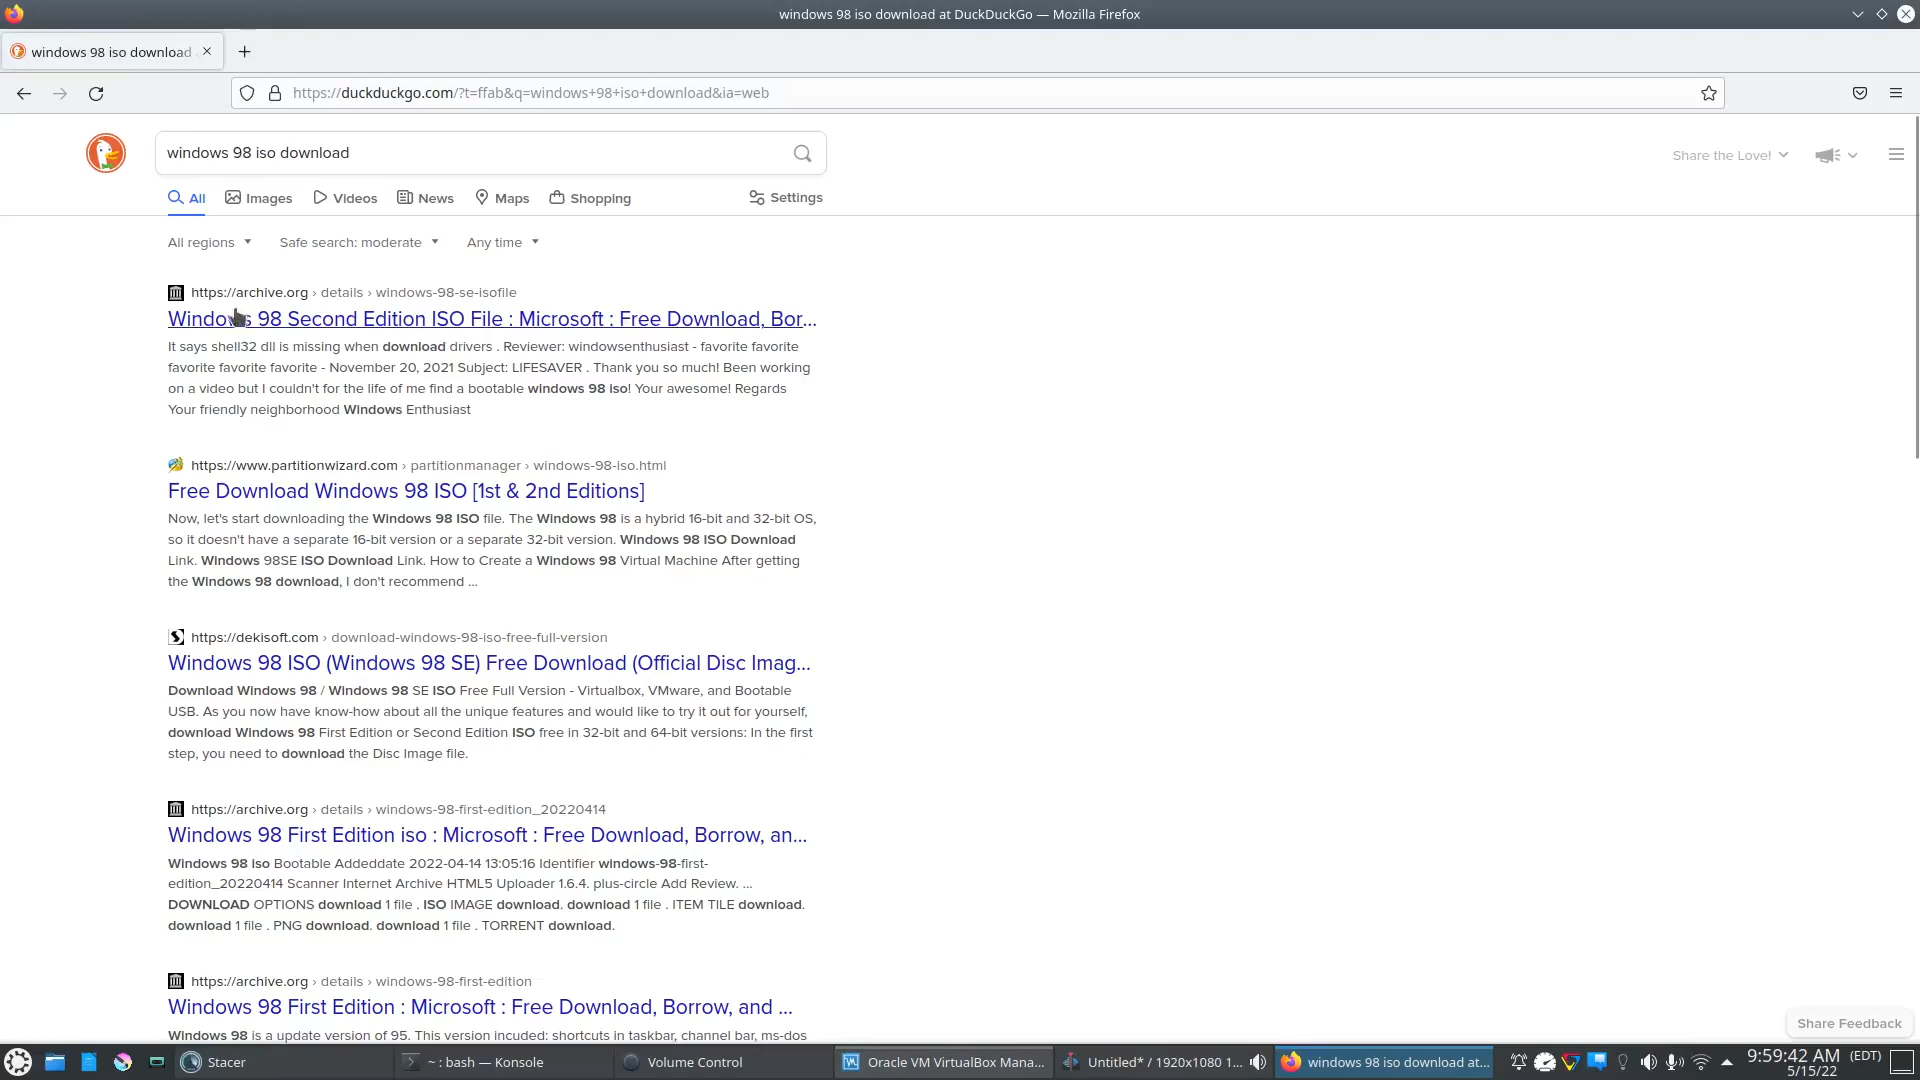 windows 98 iso download at DuckDuckGo — Mozilla Firefox
windows 98 iso download
https://duckduckgo.com/?t=ffab&q=windows+98+iso+download&ia=web
windows 98 iso download
Share the Love!
All Images Videos News Maps Shopping Settings
All regions Safe search: moderate Any time
https://archive.org › details › windows-98-se-isofile
Windows 98 Second Edition ISO File : Microsoft : Free Download, Bor...
It says shell32 dll is missing when download drivers . Reviewer: windowsenthusiast - favorite favorite
favorite favorite favorite - November 20, 2021 Subject: LIFESAVER . Thank you so much! Been working
on a video but I couldn't for the life of me find a bootable windows 98 iso! Your awesome! Regards
Your friendly neighborhood Windows Enthusiast
https://www.partitionwizard.com › partitionmanager › windows-98-iso.html
Free Download Windows 98 ISO [1st & 2nd Editions]
Now, let's start downloading the Windows 98 ISO file. The Windows 98 is a hybrid 16-bit and 32-bit OS,
so it doesn't have a separate 16-bit version or a separate 32-bit version. Windows 98 ISO Download
Link. Windows 98SE ISO Download Link. How to Create a Windows 98 Virtual Machine After getting
the Windows 98 download, I don't recommend ...
https://dekisoft.com › download-windows-98-iso-free-full-version
Windows 98 ISO (Windows 98 SE) Free Download (Official Disc Imag...
Download Windows 98 / Windows 98 SE ISO Free Full Version - Virtualbox, VMware, and Bootable
USB. As you now have know-how about all the unique features and would like to try it out for yourself,
download Windows 98 First Edition or Second Edition ISO free in 32-bit and 64-bit versions: In the first
step, you need to download the Disc Image file.
https://archive.org › details › windows-98-first-edition_20220414
Windows 98 First Edition iso : Microsoft : Free Download, Borrow, an...
Windows 98 iso Bootable Addeddate 2022-04-14 13:05:16 Identifier windows-98-first-
edition_20220414 Scanner Internet Archive HTML5 Uploader 1.6.4. plus-circle Add Review. ...
DOWNLOAD OPTIONS download 1 file . ISO IMAGE download. download 1 file . ITEM TILE download.
download 1 file . PNG download. download 1 file . TORRENT download.
https://archive.org › details › windows-98-first-edition
Windows 98 First Edition : Microsoft : Free Download, Borrow, and ...
Windows 98 is a update version of 95. This version incuded: shortcuts in taskbar, channel bar, ms-dos
Share Feedback
Stacer
~ : bash — Konsole
Volume Control
Oracle VM VirtualBox Mana...
Untitled* / 1920x1080 1...
windows 98 iso download at...
9:59:42 AM (EDT)
5/15/22